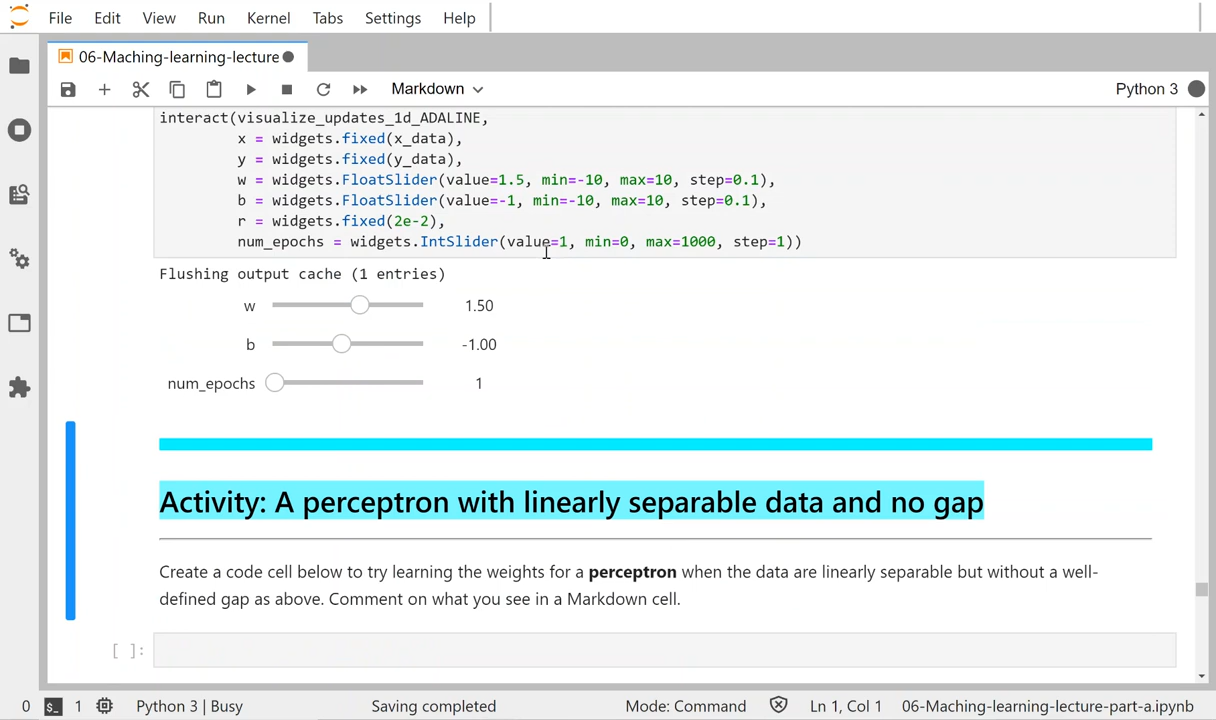 File Edit View Run Kernel Tabs Settings Help
06-Maching-learning-lecture
Markdown Python 3
interact(visualize_updates_1d_ADALINE,
x = widgets.fixed(x_data),
y = widgets.fixed(y_data),
w = widgets.FloatSlider(value=1.5, min=-10, max=10, step=0.1),
b = widgets.FloatSlider(value=-1, min=-10, max=10, step=0.1),
r = widgets.fixed(2e-2),
num_epochs = widgets.IntSlider(value=1, min=0, max=1000, step=1))
Flushing output cache (1 entries)
w 1.50
b -1.00
num_epochs 1
Activity: A perceptron with linearly separable data and no gap
Create a code cell below to try learning the weights for a perceptron when the data are linearly separable but without a well-
defined gap as above. Comment on what you see in a Markdown cell.
[ ]:
0 $_ 1 Python 3 | Busy Saving completed Mode: Command Ln 1, Col 1 06-Maching-learning-lecture-part-a.ipynb